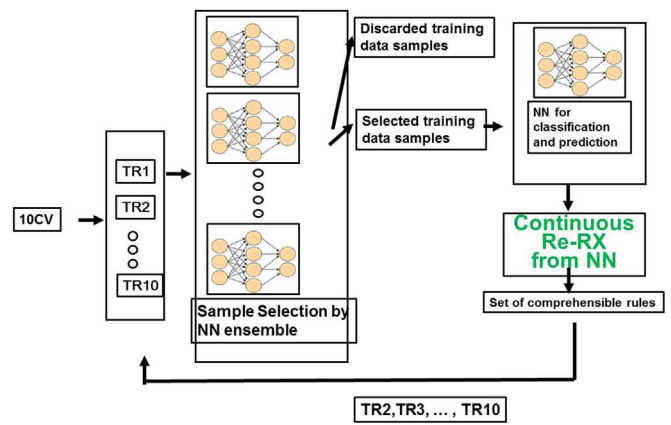 10CV
TR1
TR2
TR10
Sample Selection by
NN ensemble
Discarded training
data samples
Selected training
data samples
NN for
classification
and prediction
Continuous
Re-RX
from NN
Set of comprehensible rules
TR2,TR3, ... , TR10